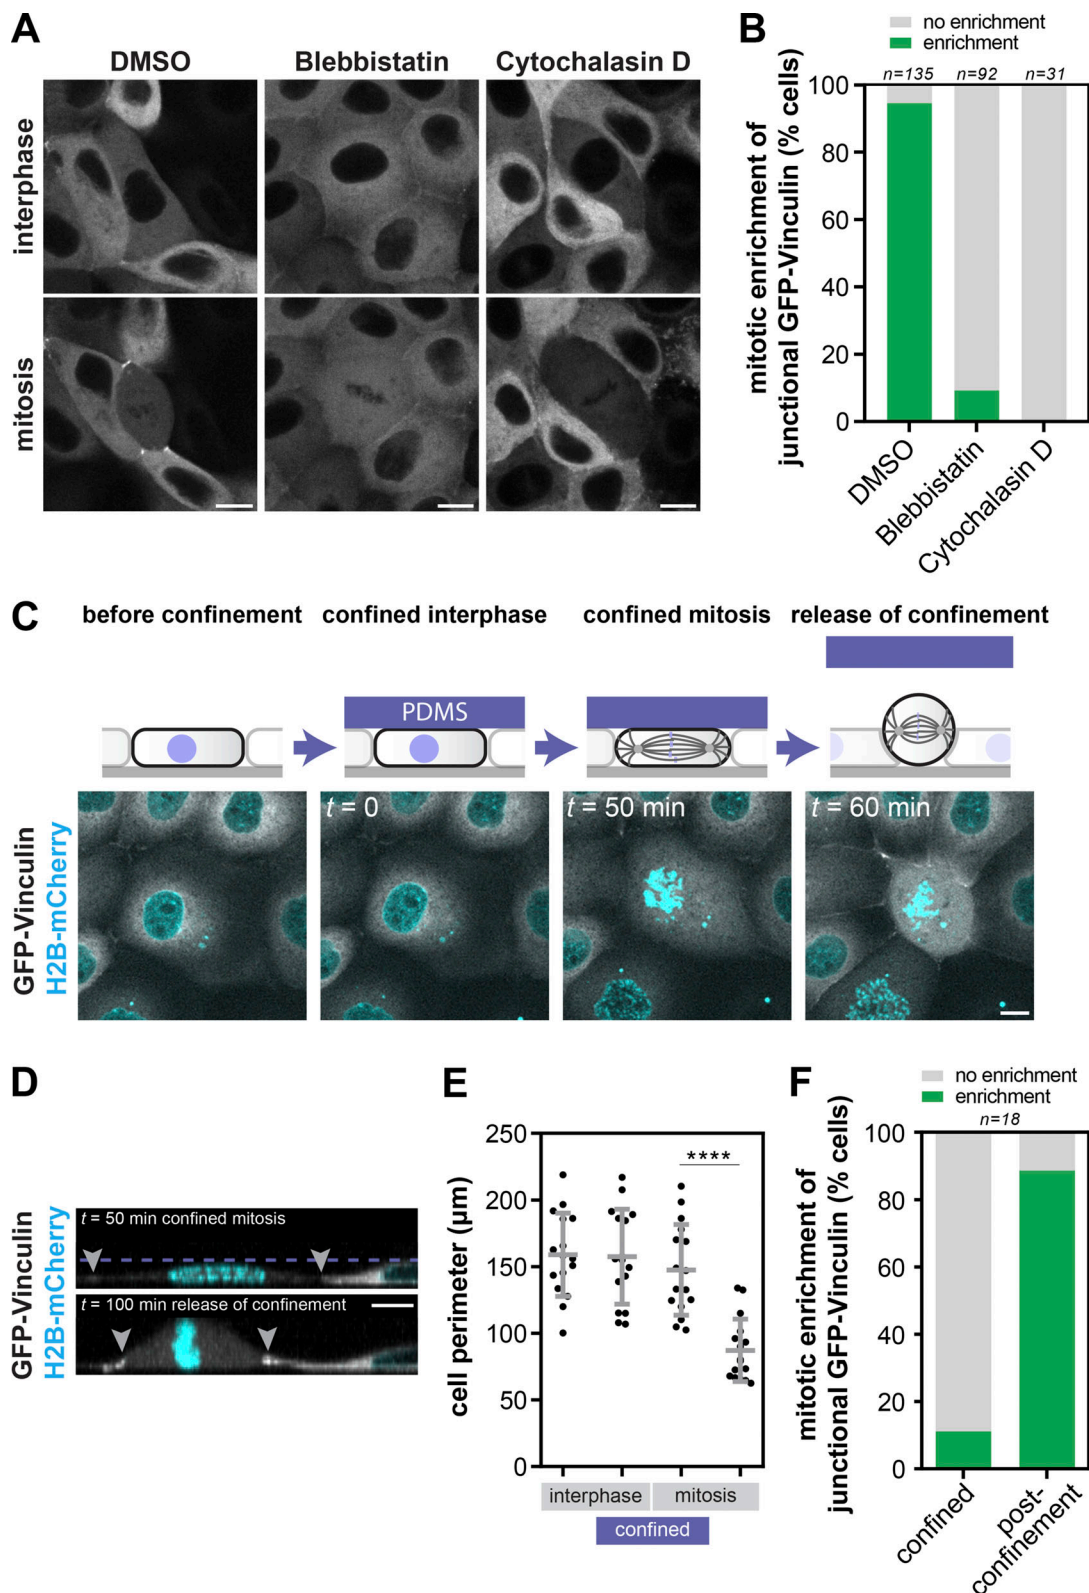 A
DMSO
Blebbistatin
Cytochalasin D
interphase
mitosis
B
no enrichment
enrichment
n=135
n=92
n=31
mitotic enrichment of
junctional GFP-Vinculin (% cells)
100
80
60
40
20
0
DMSO
Blebbistatin
Cytochalasin D
C
before confinement
confined interphase
confined mitosis
release of confinement
PDMS
GFP-Vinculin
H2B-mCherry
t = 0
t = 50 min
t = 60 min
D
GFP-Vinculin
H2B-mCherry
t = 50 min confined mitosis
t = 100 min release of confinement
E
cell perimeter (µm)
250
200
150
100
50
0
****
interphase
mitosis
confined
F
no enrichment
enrichment
n=18
mitotic enrichment of
junctional GFP-Vinculin (% cells)
100
80
60
40
20
0
confined
post-
confinement